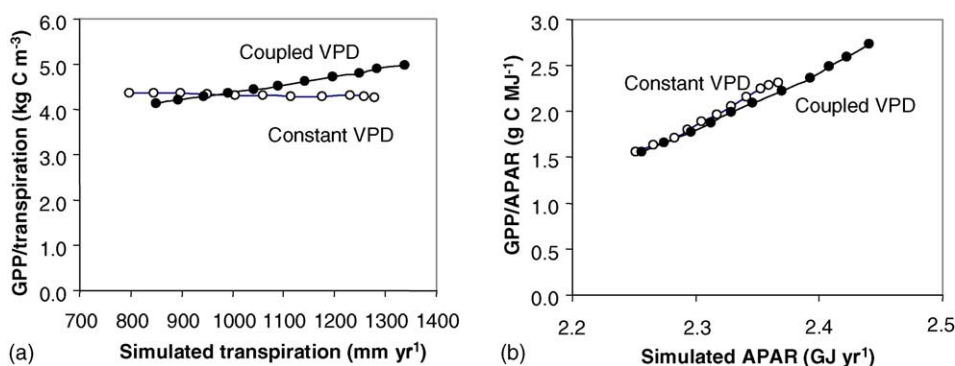 6.0
5.0
4.0
3.0
2.0
1.0
0.0
GPP/transpiration (kg C m-3)
Coupled VPD
Constant VPD
700 800 900 1000 1100 1200 1300 1400
(a) Simulated transpiration (mm yr1)
3.0
2.5
2.0
1.5
1.0
0.5
0.0
GPP/APAR (g C MJ-1)
Constant VPD
Coupled VPD
2.2 2.3 2.4 2.5
(b) Simulated APAR (GJ yr1)